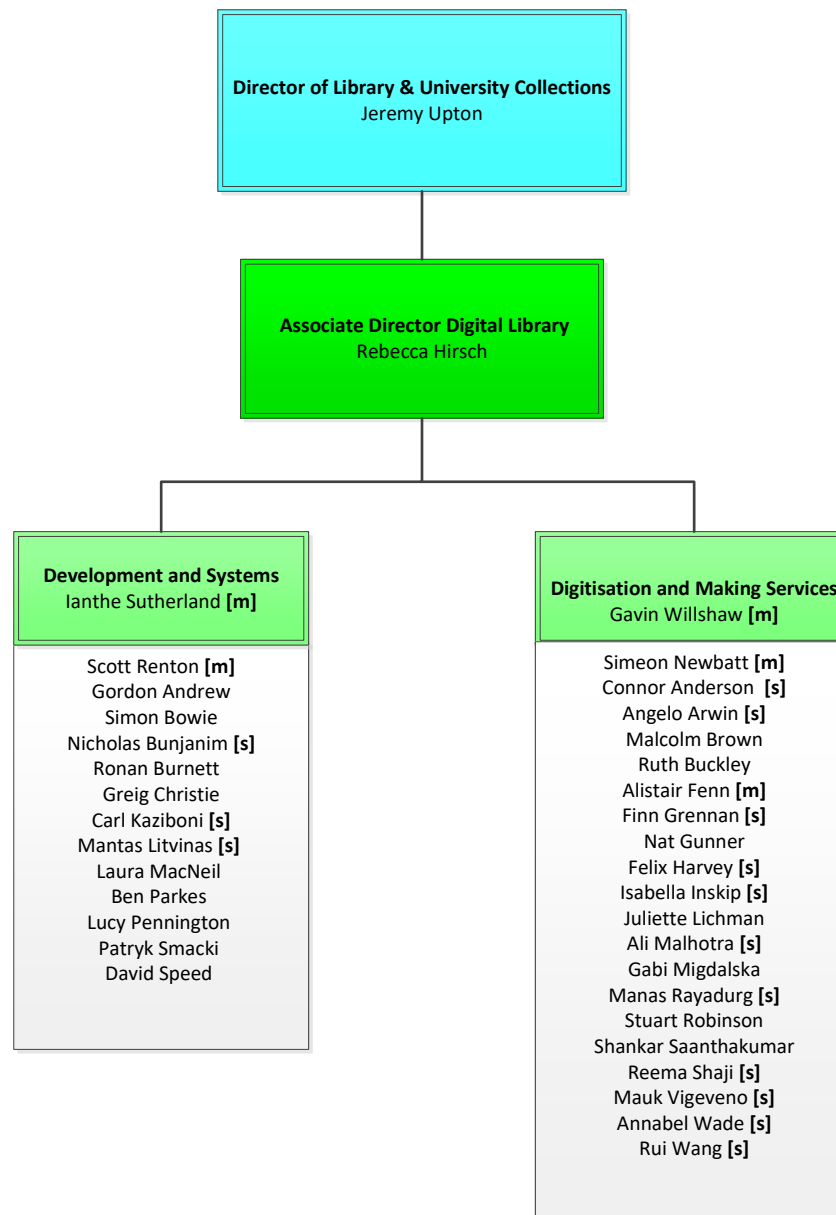 Director of Library & University Collections
Jeremy Upton
Associate Director Digital Library
Rebecca Hirsch
Development and Systems
Ianthe Sutherland [m]
Scott Renton [m]
Gordon Andrew
Simon Bowie
Nicholas Bunjanim [s]
Ronan Burnett
Greig Christie
Carl Kaziboni [s]
Mantas Litvinas [s]
Laura MacNeil
Ben Parkes
Lucy Pennington
Patryk Smacki
David Speed
Digitisation and Making Services
Gavin Willshaw [m]
Simeon Newbatt [m]
Connor Anderson [s]
Angelo Arwin [s]
Malcolm Brown
Ruth Buckley
Alistair Fenn [m]
Finn Grennan [s]
Nat Gunner
Felix Harvey [s]
Isabella Inskip [s]
Juliette Lichman
Ali Malhotra [s]
Gabi Migdalska
Manas Rayadurg [s]
Stuart Robinson
Shankar Saanthakumar
Reema Shaji [s]
Mauk Vigeveno [s]
Annabel Wade [s]
Rui Wang [s]